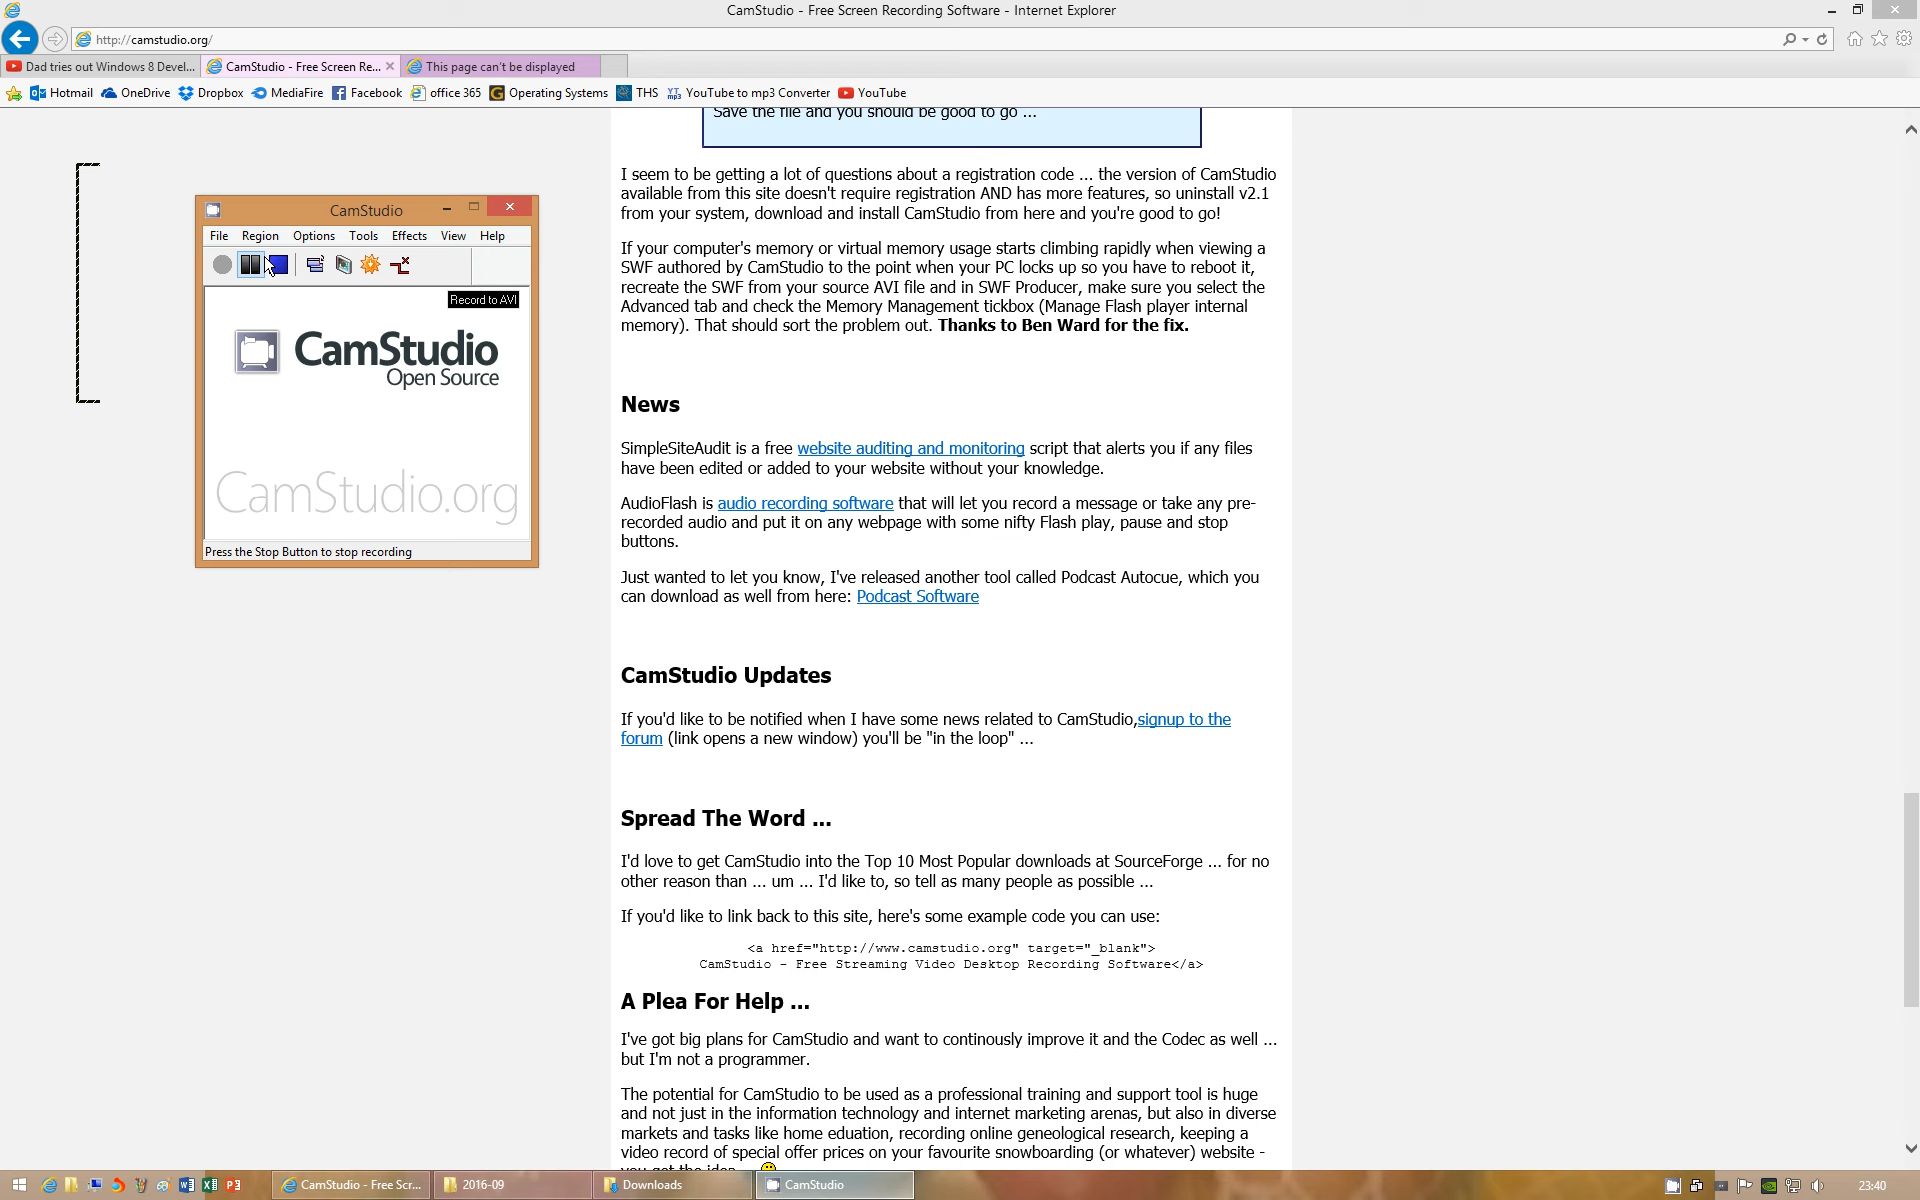 CamStudio - Free Screen Recording Software - Internet Explorer
http://camstudio.org/
Dad tries out Windows 8 Devel...
CamStudio - Free Screen Re...
This page can't be displayed
Hotmail
OneDrive
Dropbox
MediaFire
Facebook
office 365
Operating Systems
THS
YouTube to mp3 Converter
YouTube
Save the file and you should be good to go ...
I seem to be getting a lot of questions about a registration code ... the version of CamStudio
available from this site doesn't require registration AND has more features, so uninstall v2.1
from your system, download and install CamStudio from here and you're good to go!
If your computer's memory or virtual memory usage starts climbing rapidly when viewing a
SWF authored by CamStudio to the point when your PC locks up so you have to reboot it,
recreate the SWF from your source AVI file and in SWF Producer, make sure you select the
Advanced tab and check the Memory Management tickbox (Manage Flash player internal
memory). That should sort the problem out. Thanks to Ben Ward for the fix.
News
SimpleSiteAudit is a free website auditing and monitoring script that alerts you if any files
have been edited or added to your website without your knowledge.
AudioFlash is audio recording software that will let you record a message or take any pre-
recorded audio and put it on any webpage with some nifty Flash play, pause and stop
buttons.
Just wanted to let you know, I've released another tool called Podcast Autocue, which you
can download as well from here: Podcast Software
CamStudio Updates
If you'd like to be notified when I have some news related to CamStudio,signup to the
forum (link opens a new window) you'll be "in the loop" ...
Spread The Word ...
I'd love to get CamStudio into the Top 10 Most Popular downloads at SourceForge ... for no
other reason than ... um ... I'd like to, so tell as many people as possible ...
If you'd like to link back to this site, here's some example code you can use:
<a href="http://www.camstudio.org" target="_blank">
CamStudio - Free Streaming Video Desktop Recording Software</a>
A Plea For Help ...
I've got big plans for CamStudio and want to continously improve it and the Codec as well ...
but I'm not a programmer.
The potential for CamStudio to be used as a professional training and support tool is huge
and not just in the information technology and internet marketing arenas, but also in diverse
markets and tasks like home eduation, recording online geneological research, keeping a
video record of special offer prices on your favourite snowboarding (or whatever) website -
you get the idea ...
CamStudio
File
Region
Options
Tools
Effects
View
Help
Record to AVI
CamStudio
Open Source
CamStudio.org
Press the Stop Button to stop recording
CamStudio - Free Scr...
2016-09
Downloads
CamStudio
23:40